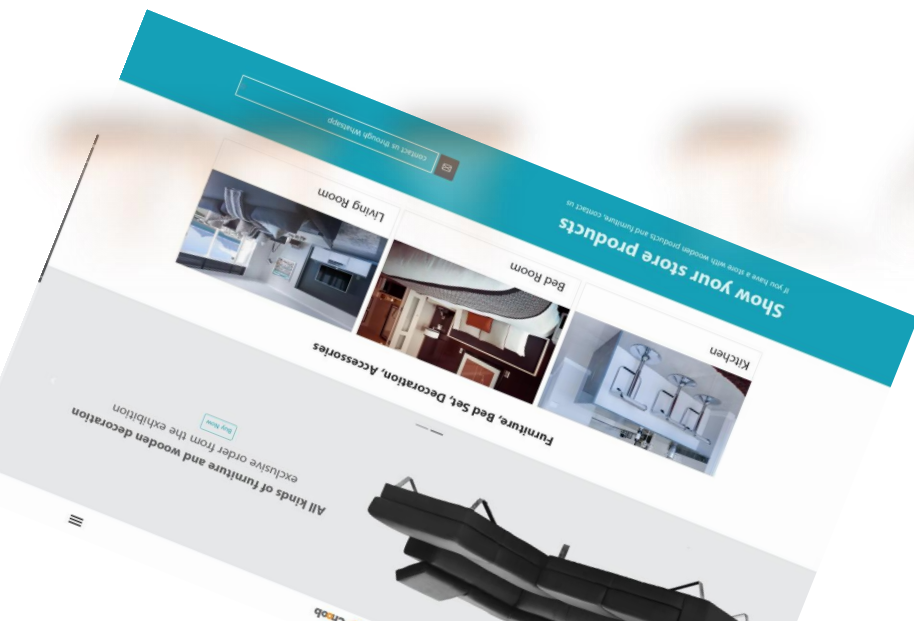 All kinds of furniture and wooden decoration
exclusive order from the exhibition
Buy Now
Furniture, Bed Set, Decoration, Accessories
Kitchen
Bed Room
Living Room
Show your store products
If you have a store with wooden products and furniture, contact us
contact us through Whatsapp